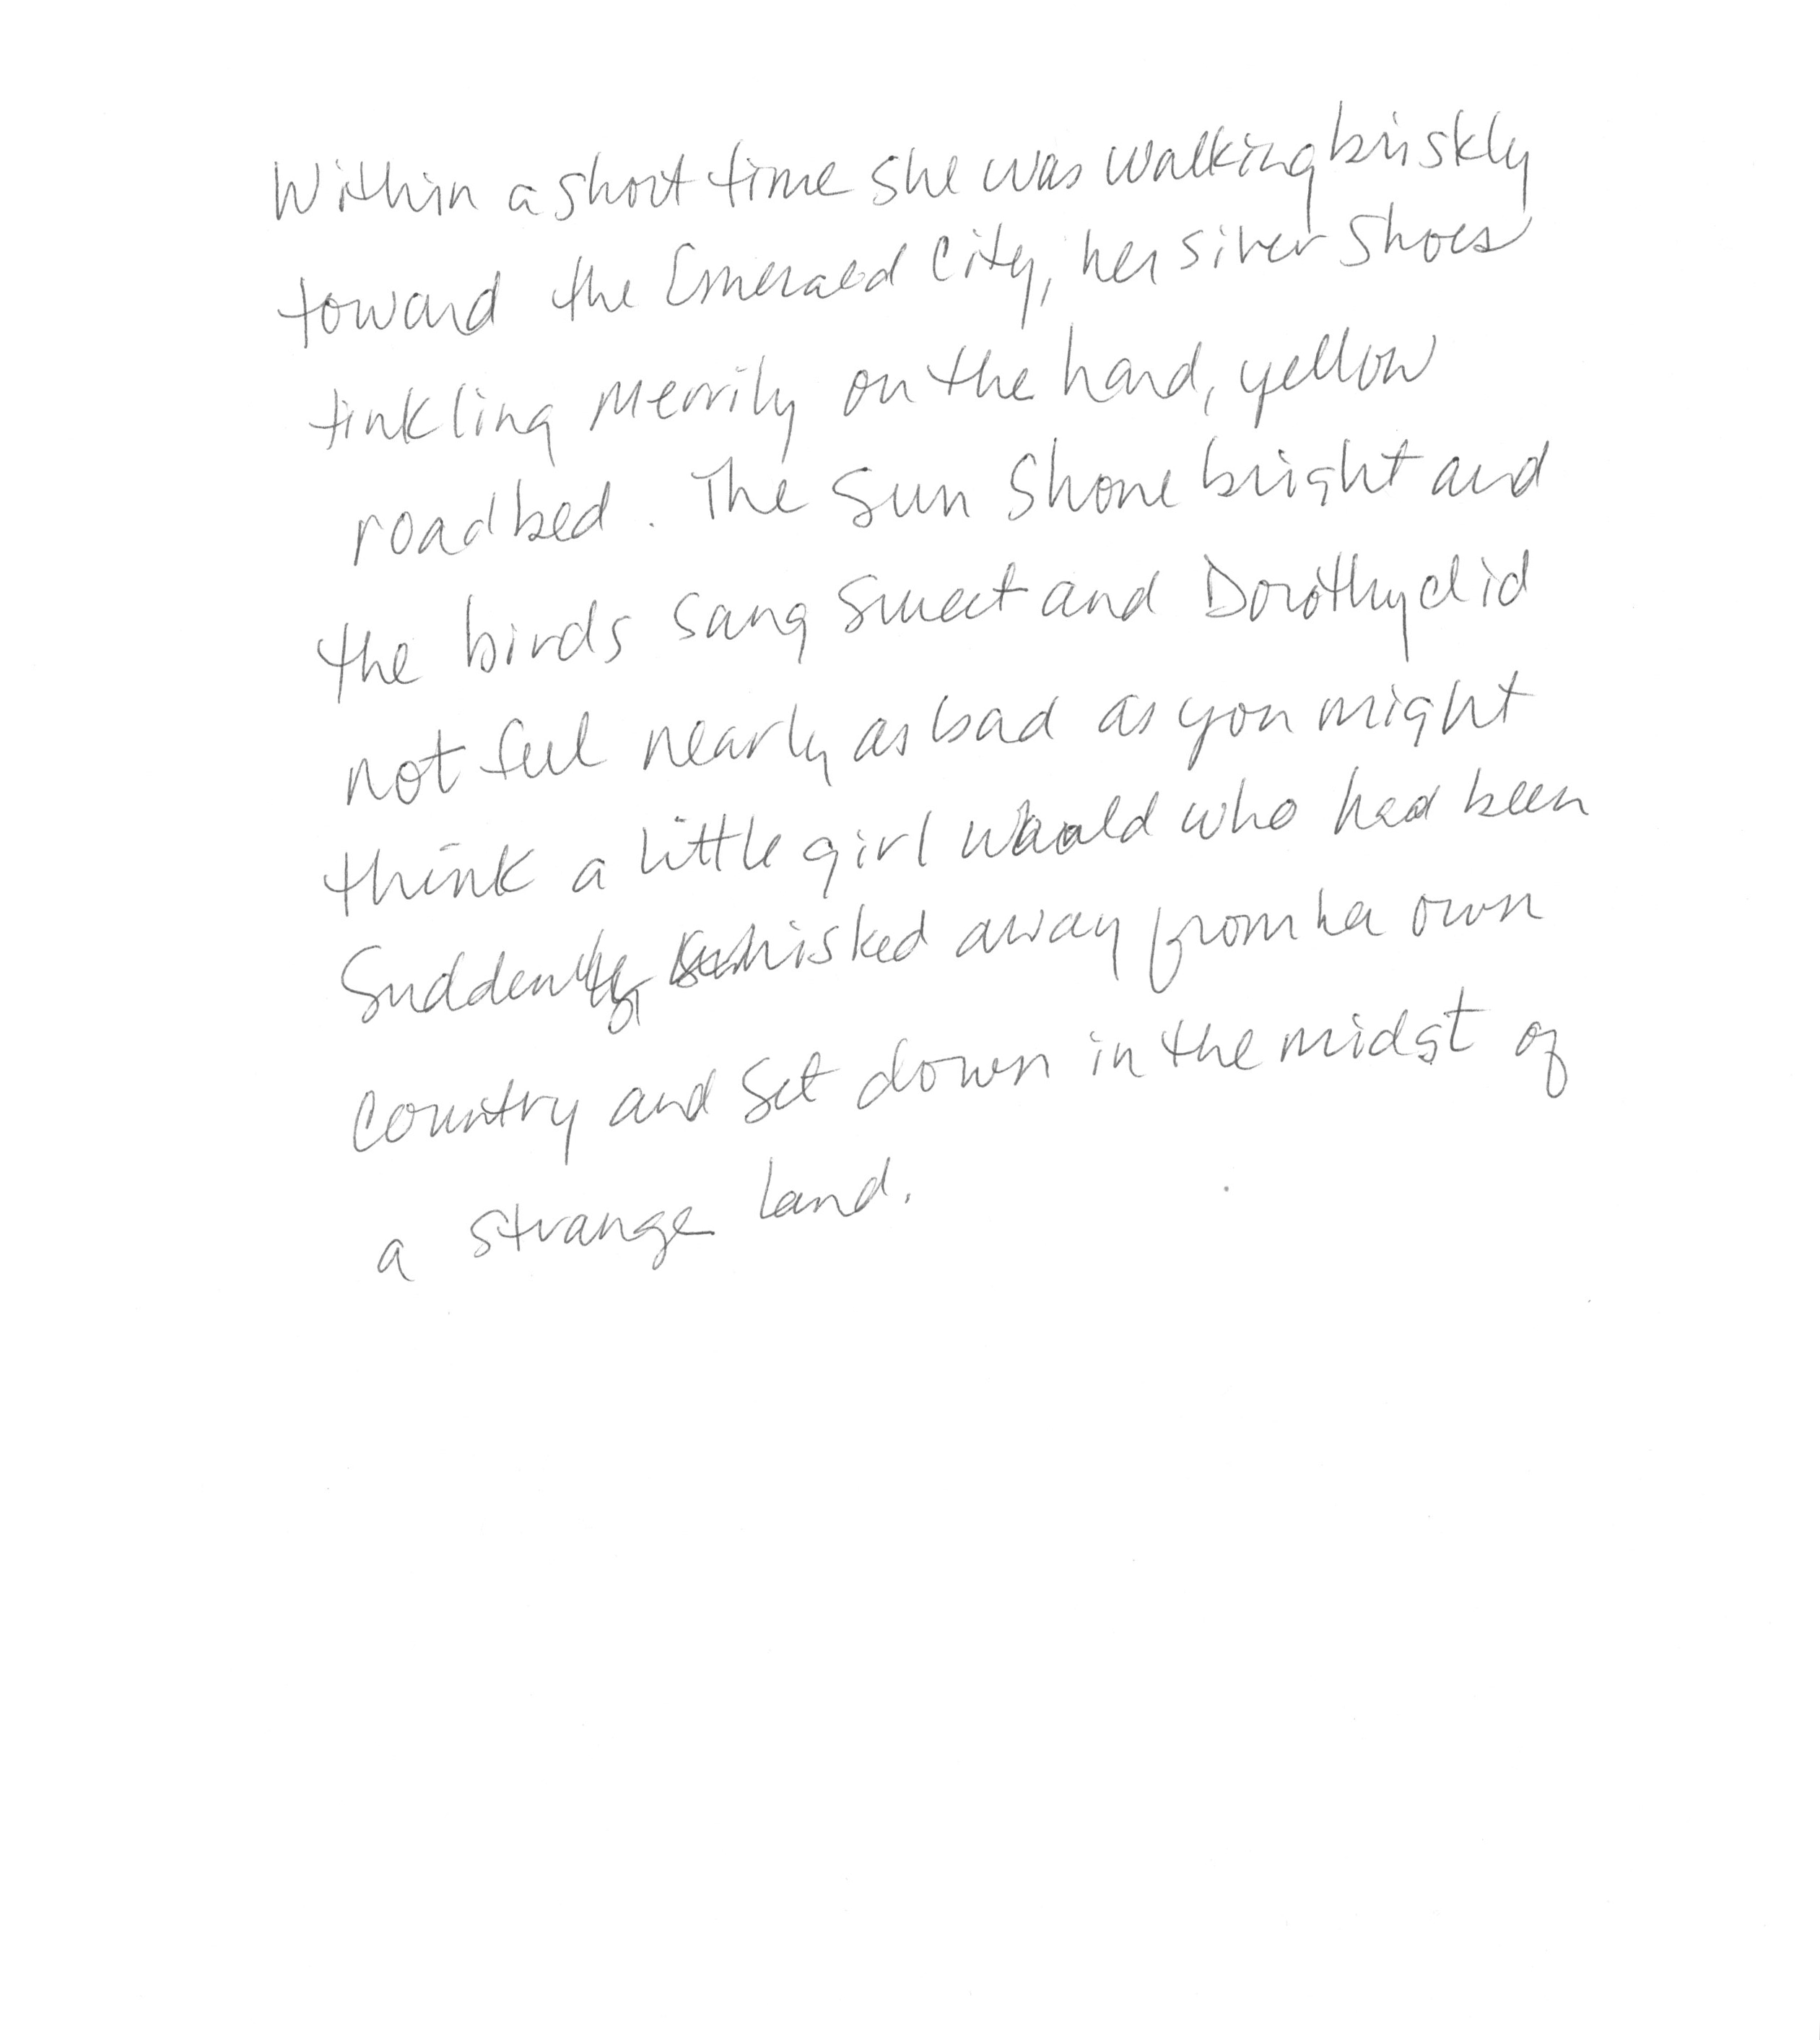 Within a short time she was walking briskly
toward the Emerald City, her siver shoes
tinkling merrily on the hard, yellow
roadbed. The sun shone bright and
the birds sang sweet and Dorothy did
not feel nearly as bad as you might
think a little girl would who had been
suddenly whisked away from her own
country and set down in the midst of
a strange land.